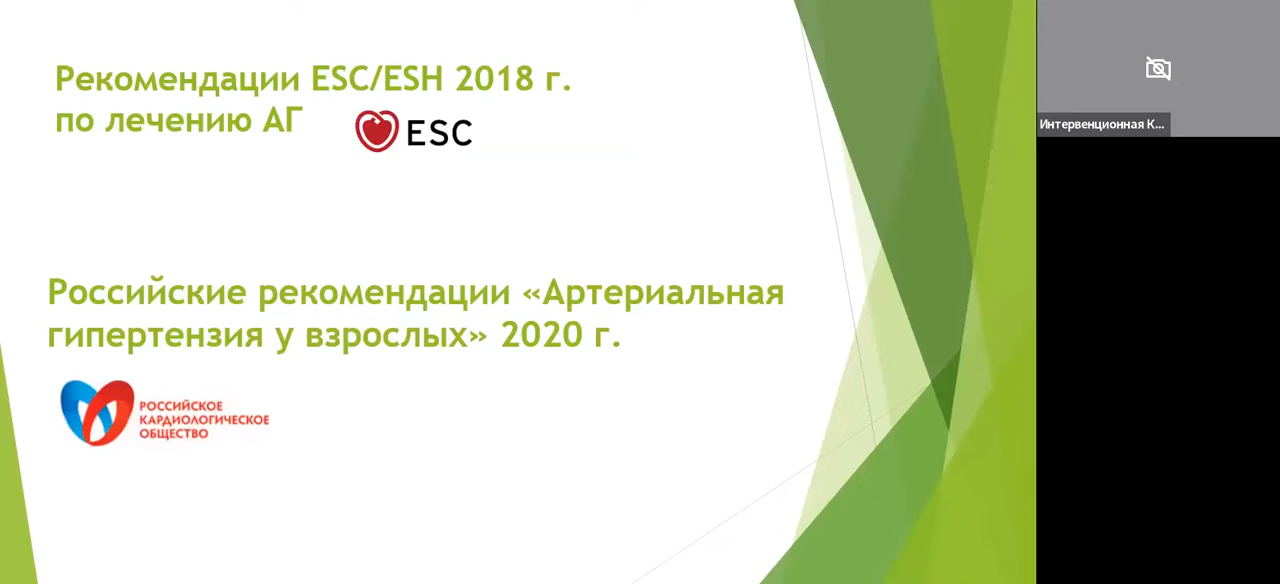 Рекомендации ESC/ESH 2018 г.
по лечению АГ
ESC
Российские рекомендации «Артериальная
гипертензия у взрослых» 2020 г.
РОССИЙСКОЕ
КАРДИОЛОГИЧЕСКОЕ
ОБЩЕСТВО
Интервенционная К...